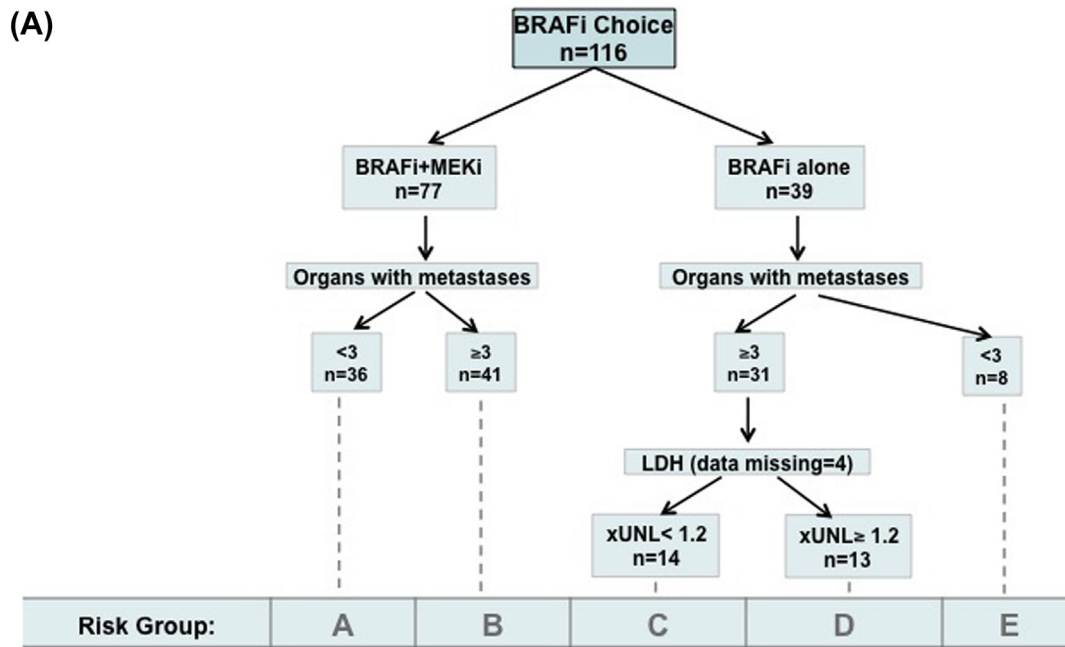 (A)
BRAFi Choice
n=116
BRAFi+MEKi
n=77
BRAFi alone
n=39
Organs with metastases
Organs with metastases
<3
n=36
≥3
n=41
≥3
n=31
<3
n=8
LDH (data missing=4)
xUNL< 1.2
n=14
xUNL≥ 1.2
n=13
Risk Group: A B C D E